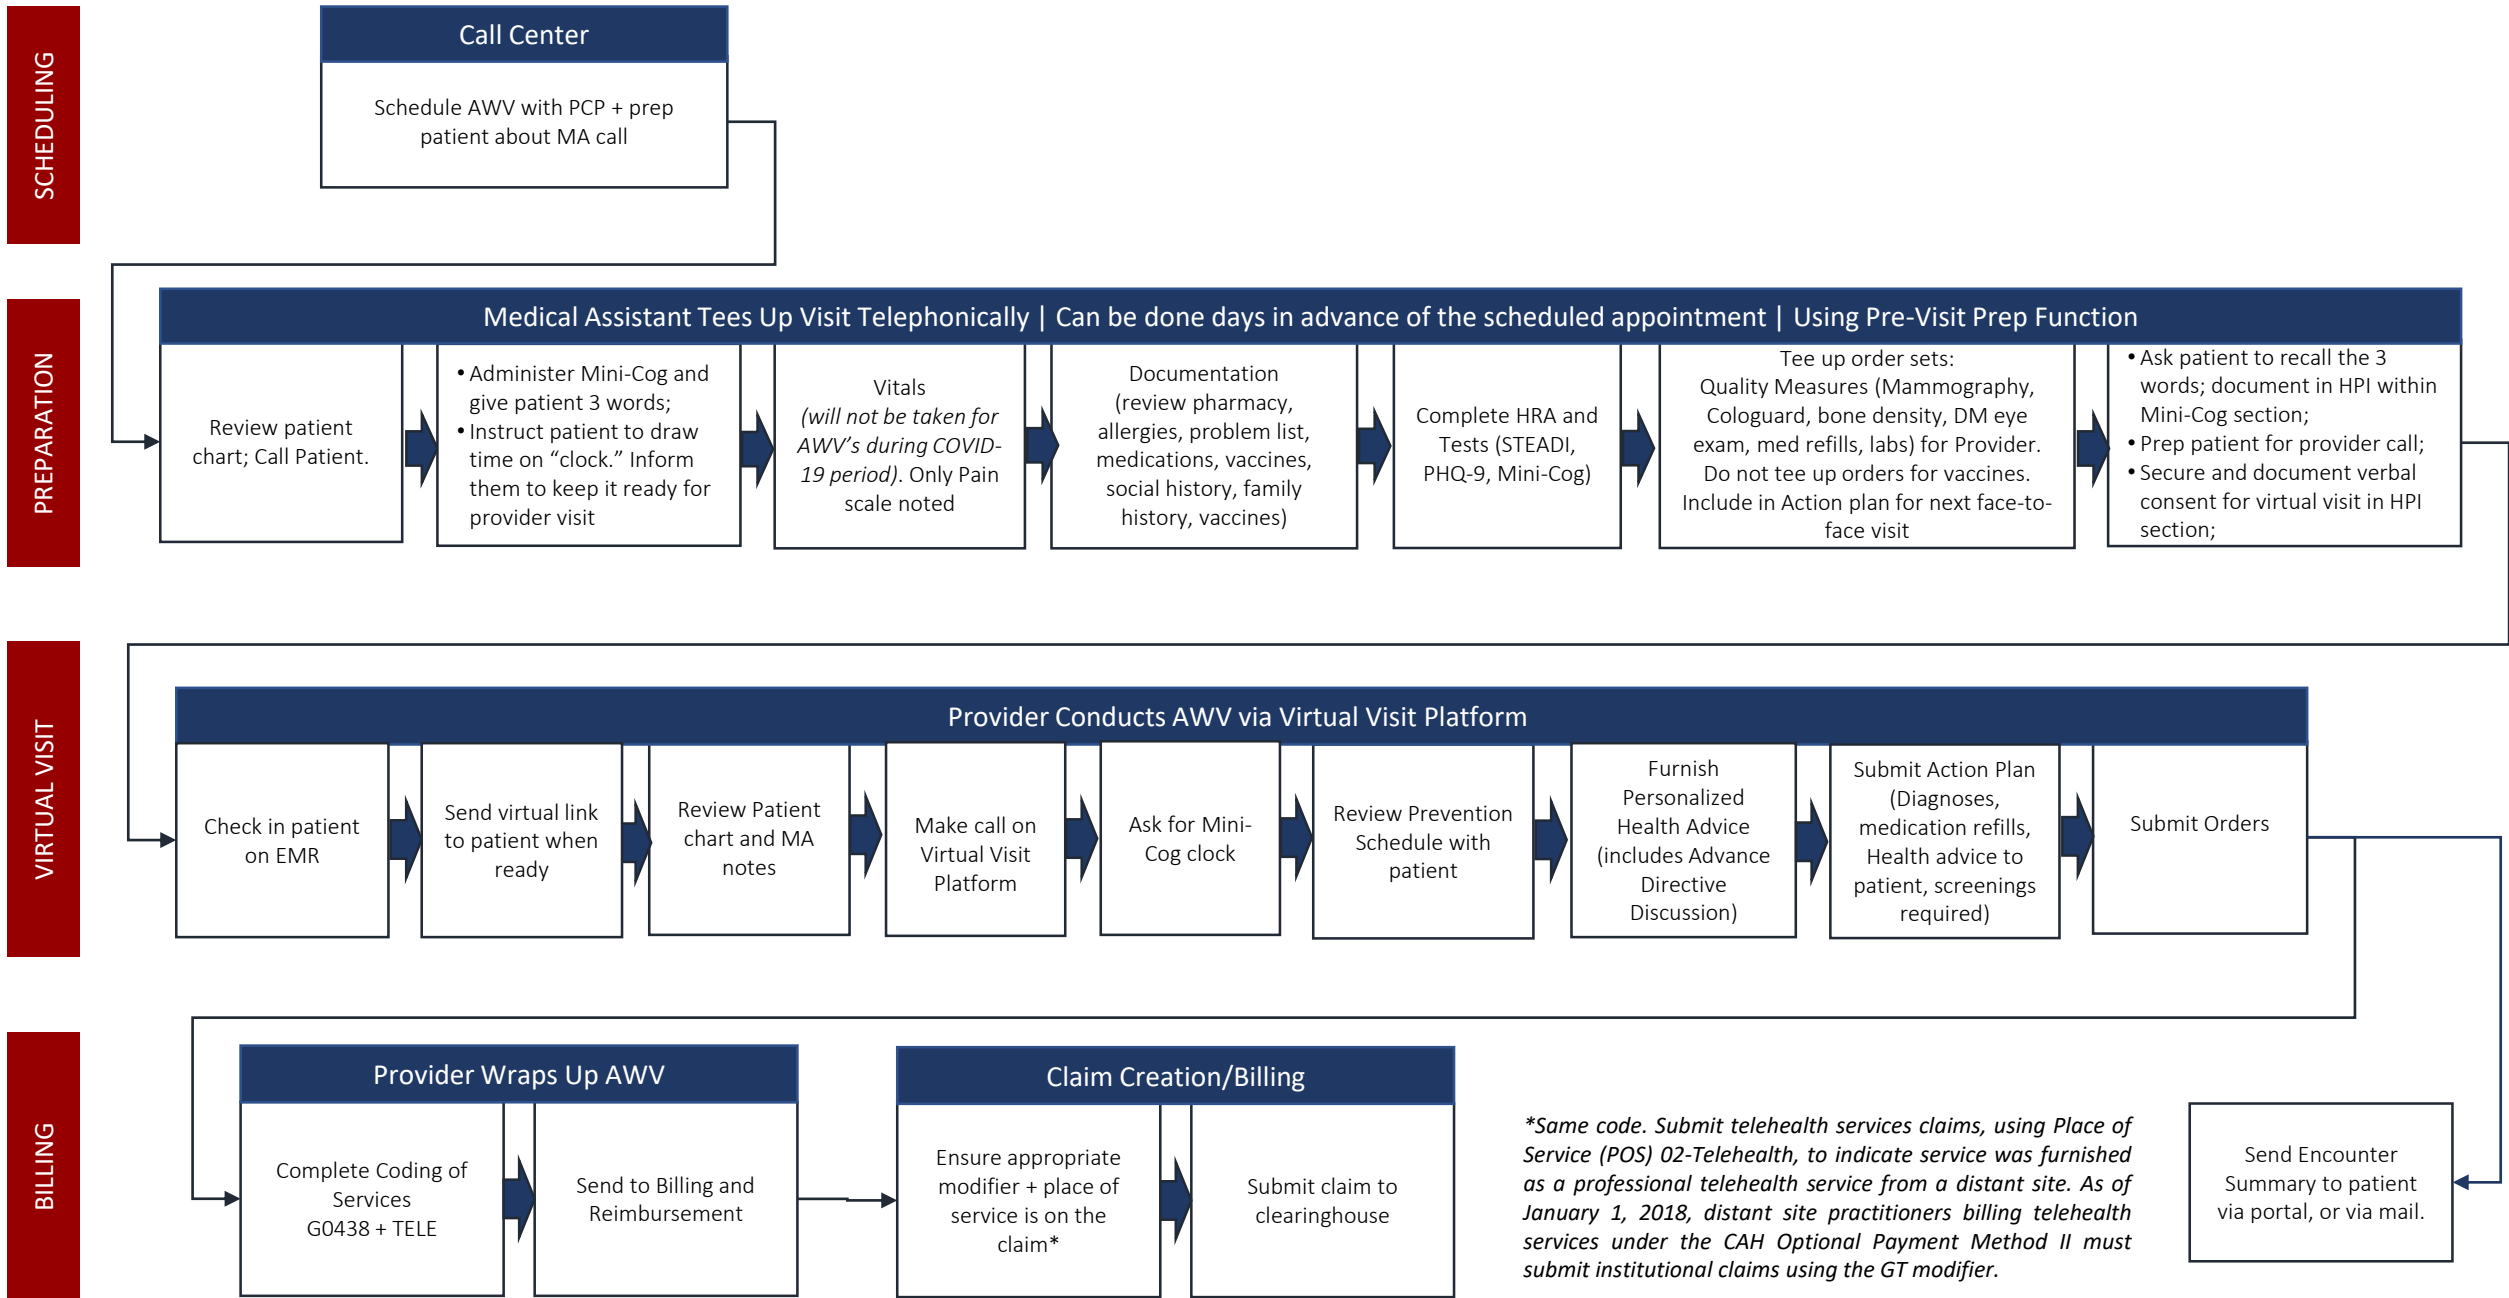 SCHEDULING
Call Center
Schedule AWV with PCP + prep
patient about MA call
PREPARATION
Medical Assistant Tees Up Visit Telephonically | Can be done days in advance of the scheduled appointment | Using Pre-Visit Prep Function
Review patient
chart; Call Patient.
• Administer Mini-Cog and
give patient 3 words;
• Instruct patient to draw
time on “clock.” Inform
them to keep it ready for
provider visit
Vitals
(will not be taken for
AWV’s during COVID-
19 period). Only Pain
scale noted
Documentation
(review pharmacy,
allergies, problem list,
medications, vaccines,
social history, family
history, vaccines)
Complete HRA and
Tests (STEADI,
PHQ-9, Mini-Cog)
Tee up order sets:
Quality Measures (Mammography,
Cologuard, bone density, DM eye
exam, med refills, labs) for Provider.
Do not tee up orders for vaccines.
Include in Action plan for next face-to-
face visit
• Ask patient to recall the 3
words; document in HPI within
Mini-Cog section;
• Prep patient for provider call;
• Secure and document verbal
consent for virtual visit in HPI
section;
VIRTUAL VISIT
Provider Conducts AWV via Virtual Visit Platform
Check in patient
on EMR
Send virtual link
to patient when
ready
Review Patient
chart and MA
notes
Make call on
Virtual Visit
Platform
Ask for Mini-
Cog clock
Review Prevention
Schedule with
patient
Furnish
Personalized
Health Advice
(includes Advance
Directive
Discussion)
Submit Action Plan
(Diagnoses,
medication refills,
Health advice to
patient, screenings
required)
Submit Orders
BILLING
Provider Wraps Up AWV
Complete Coding of
Services
G0438 + TELE
Send to Billing and
Reimbursement
Claim Creation/Billing
Ensure appropriate
modifier + place of
service is on the
claim*
Submit claim to
clearinghouse
*Same code. Submit telehealth services claims, using Place of
Service (POS) 02-Telehealth, to indicate service was furnished
as a professional telehealth service from a distant site. As of
January 1, 2018, distant site practitioners billing telehealth
services under the CAH Optional Payment Method II must
submit institutional claims using the GT modifier.
Send Encounter
Summary to patient
via portal, or via mail.